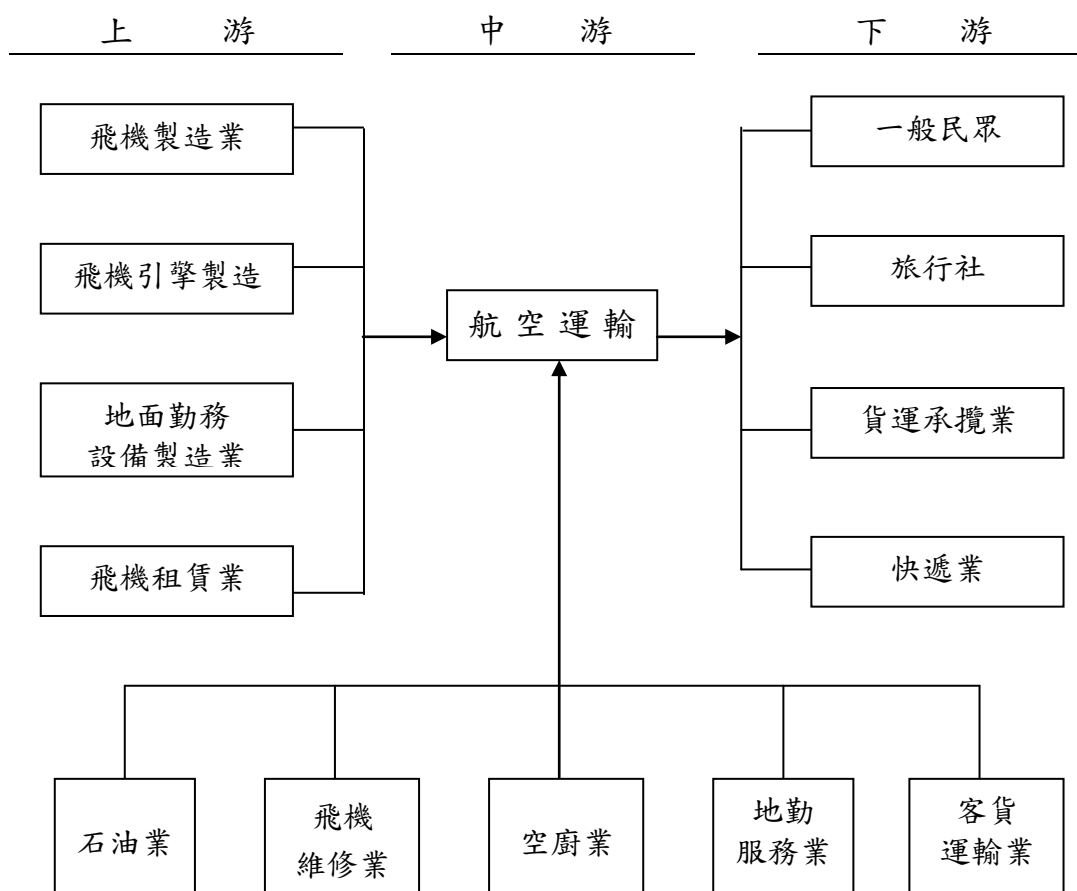 上游 中游 下游
飛機製造業
飛機引擎製造
地面勤務
設備製造業
飛機租賃業
航空運輸
一般民眾
旅行社
貨運承攬業
快遞業
石油業
飛機
維修業
空廚業
地勤
服務業
客貨
運輸業